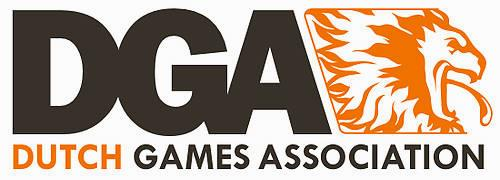 DGA
DUTCH GAMES ASSOCIATION